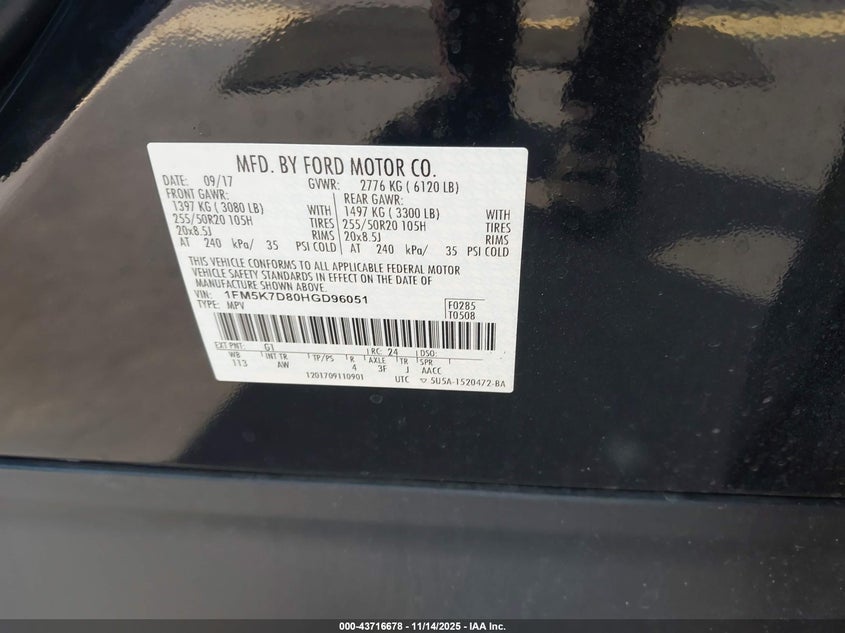 MFD. BY FORD MOTOR CO.
DATE: 09/17 GVWR: 2776 KG ( 6120 LB)
FRONT GAWR: REAR GAWR:
1397 KG ( 3080 LB) WITH 1497 KG ( 3300 LB) WITH
255/50R20 105H TIRES 255/50R20 105H TIRES
20x8.5J RIMS 20x8.5J RIMS
AT 240 kPa/ 35 PSI COLD AT 240 kPa/ 35 PSI COLD
THIS VEHICLE CONFORMS TO ALL APPLICABLE FEDERAL MOTOR
VEHICLE SAFETY STANDARDS IN EFFECT ON THE DATE OF
MANUFACTURE SHOWN ABOVE.
VIN: 1FM5K7D80HGD96051 F0285
TYPE: MPV T0508
EXT PNT: G1 RC: 24 DSO:
WB INT TR TP/PS R AXLE TR SPR
113 AW 4 3F J AACC
1201709110901 UTC ▽ 5U5A-1520472-BA
000-43716678 - 11/14/2025 - IAA Inc.